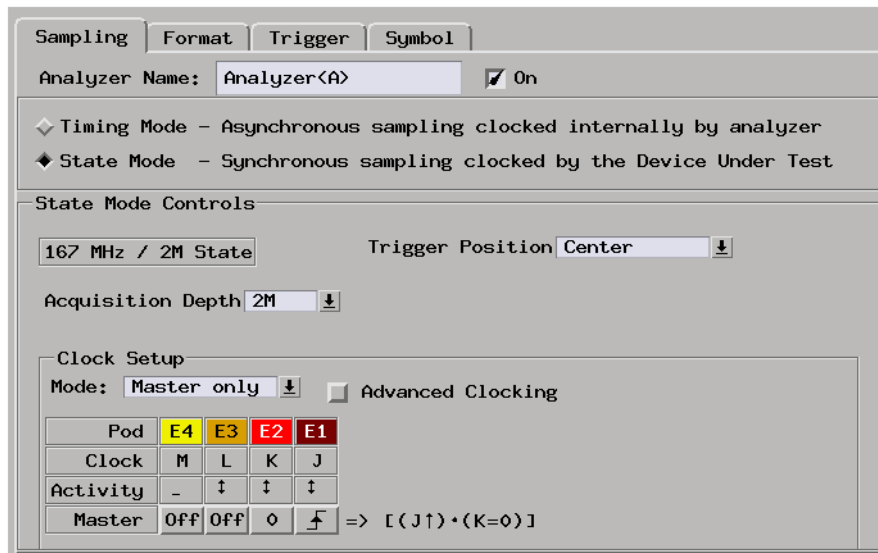 Sampling Format Trigger Symbol
Analyzer Name: Analyzer<A> On
Timing Mode - Asynchronous sampling clocked internally by analyzer
State Mode - Synchronous sampling clocked by the Device Under Test
State Mode Controls
167 MHz / 2M State Trigger Position Center
Acquisition Depth 2M
Clock Setup
Mode: Master only Advanced Clocking
Pod E4 E3 E2 E1
Clock M L K J
Activity _ ↕ ↕ ↕
Master Off Off 0 => [(J↑)·(K=0)]